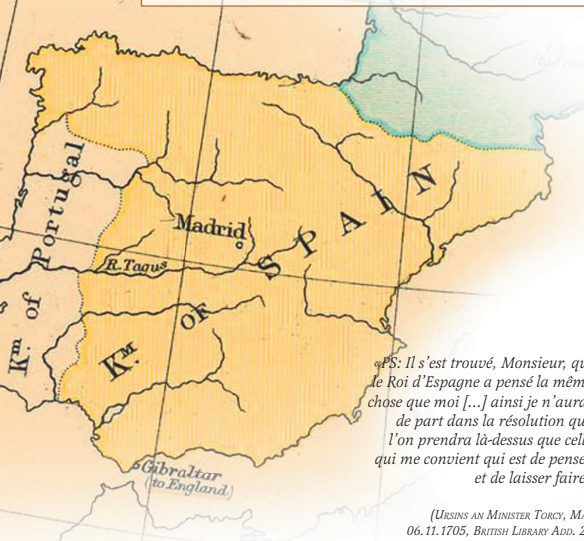 Madrid
R. Tagus
SPAIN
Kᴹ. OF
Kᵐ. of Portugal
Gibraltar
(to England)
«PS: Il s’est trouvé, Monsieur, qu
le Roi d’Espagne a pensé la mêm
chose que moi [...] ainsi je n’aura
de part dans la résolution qu
l’on prendra là-dessus que cell
qui me convient qui est de pense
et de laisser faire
(Ursins an Minister Torcy, MA
06.11.1705, British Library Add. 2